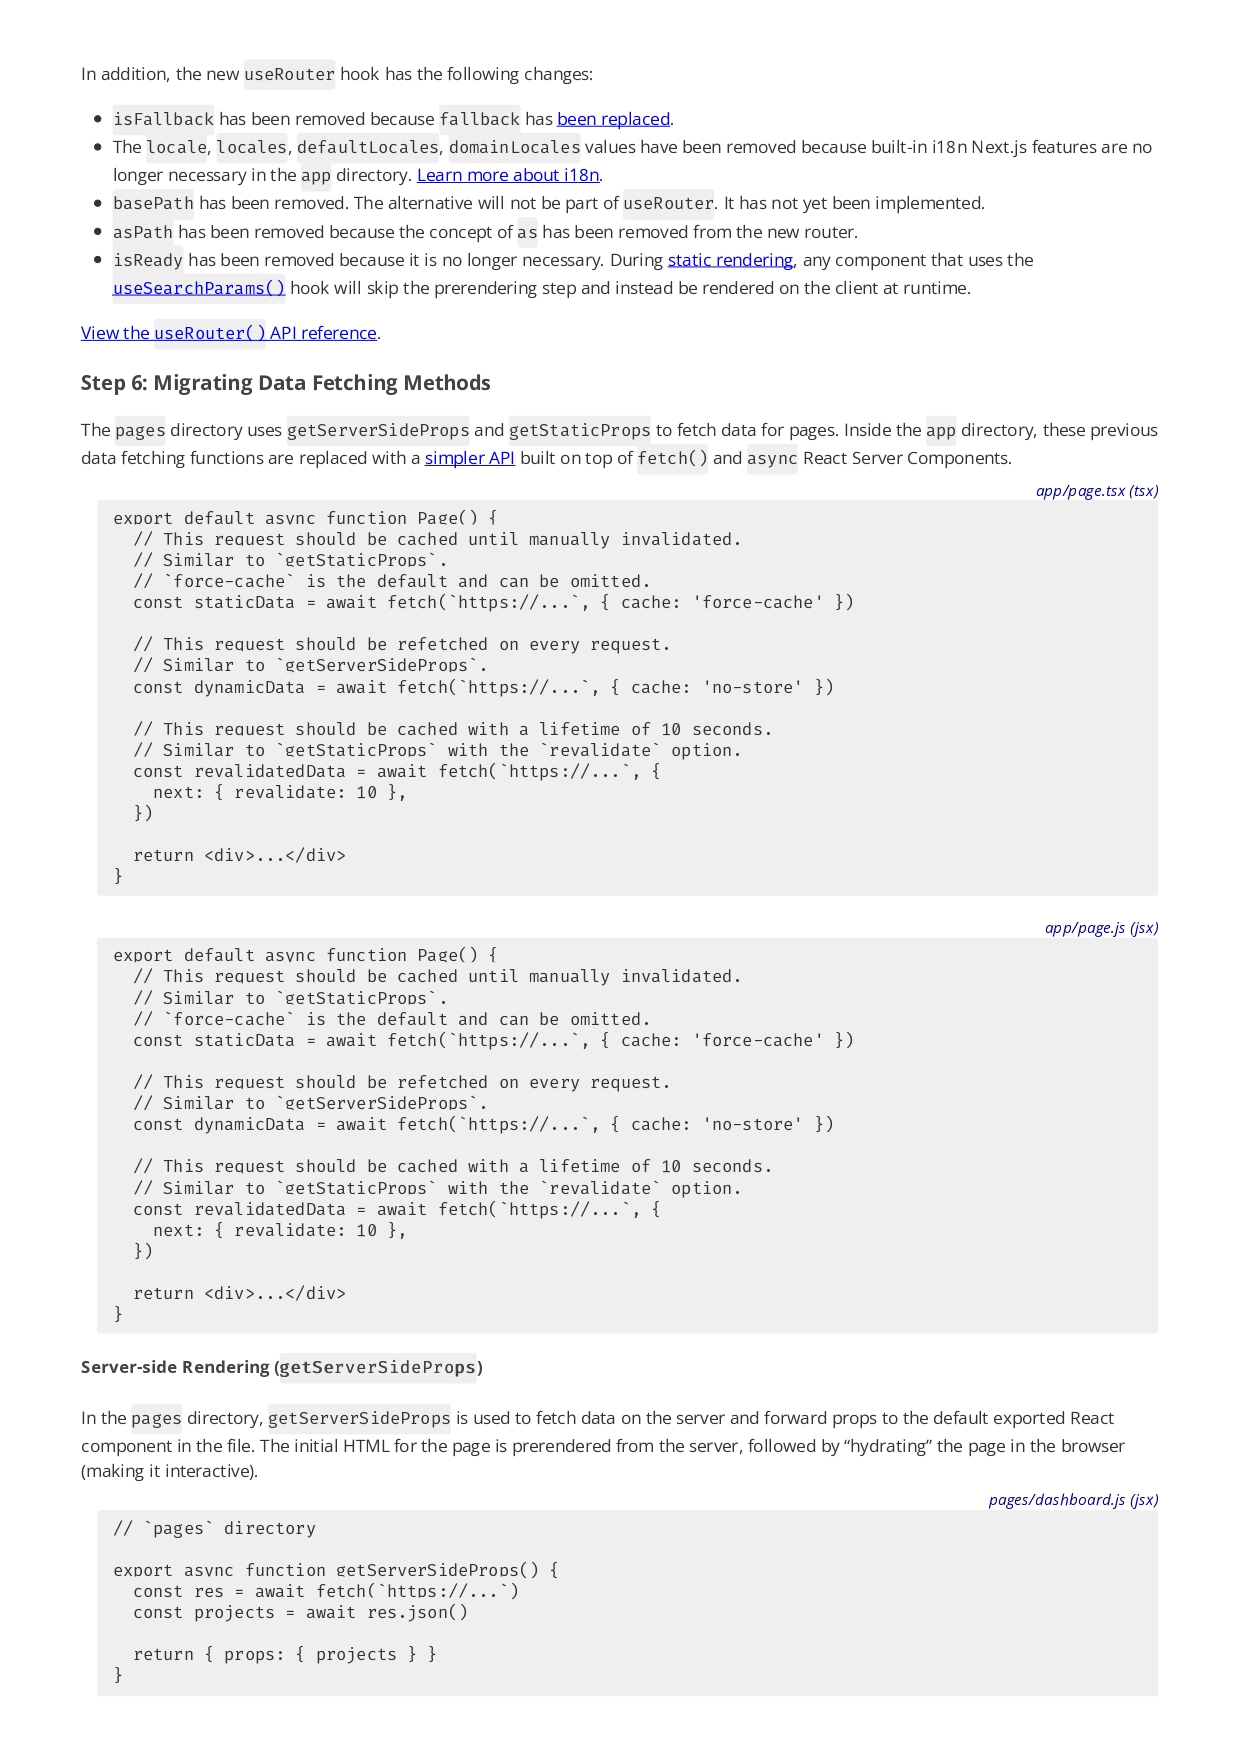 In addition, the new useRouter hook has the following changes:
• isFallback has been removed because fallback has been replaced.
• The locale, locales, defaultLocales, domainLocales values have been removed because built-in i18n Next.js features are no
longer necessary in the app directory. Learn more about i18n.
• basePath has been removed. The alternative will not be part of useRouter. It has not yet been implemented.
• asPath has been removed because the concept of as has been removed from the new router.
• isReady has been removed because it is no longer necessary. During static rendering, any component that uses the
useSearchParams() hook will skip the prerendering step and instead be rendered on the client at runtime.
View the useRouter() API reference.
Step 6: Migrating Data Fetching Methods
The pages directory uses getServerSideProps and getStaticProps to fetch data for pages. Inside the app directory, these previous
data fetching functions are replaced with a simpler API built on top of fetch() and async React Server Components.
app/page.tsx (tsx)
export default async function Page() {
  // This request should be cached until manually invalidated.
  // Similar to `getStaticProps`.
  // `force-cache` is the default and can be omitted.
  const staticData = await fetch(`https://...`, { cache: 'force-cache' })

  // This request should be refetched on every request.
  // Similar to `getServerSideProps`.
  const dynamicData = await fetch(`https://...`, { cache: 'no-store' })

  // This request should be cached with a lifetime of 10 seconds.
  // Similar to `getStaticProps` with the `revalidate` option.
  const revalidatedData = await fetch(`https://...`, {
    next: { revalidate: 10 },
  })

  return <div>...</div>
}
app/page.js (jsx)
export default async function Page() {
  // This request should be cached until manually invalidated.
  // Similar to `getStaticProps`.
  // `force-cache` is the default and can be omitted.
  const staticData = await fetch(`https://...`, { cache: 'force-cache' })

  // This request should be refetched on every request.
  // Similar to `getServerSideProps`.
  const dynamicData = await fetch(`https://...`, { cache: 'no-store' })

  // This request should be cached with a lifetime of 10 seconds.
  // Similar to `getStaticProps` with the `revalidate` option.
  const revalidatedData = await fetch(`https://...`, {
    next: { revalidate: 10 },
  })

  return <div>...</div>
}
Server-side Rendering (getServerSideProps)
In the pages directory, getServerSideProps is used to fetch data on the server and forward props to the default exported React
component in the file. The initial HTML for the page is prerendered from the server, followed by “hydrating” the page in the browser
(making it interactive).
pages/dashboard.js (jsx)
// `pages` directory

export async function getServerSideProps() {
  const res = await fetch(`https://...`)
  const projects = await res.json()

  return { props: { projects } }
}